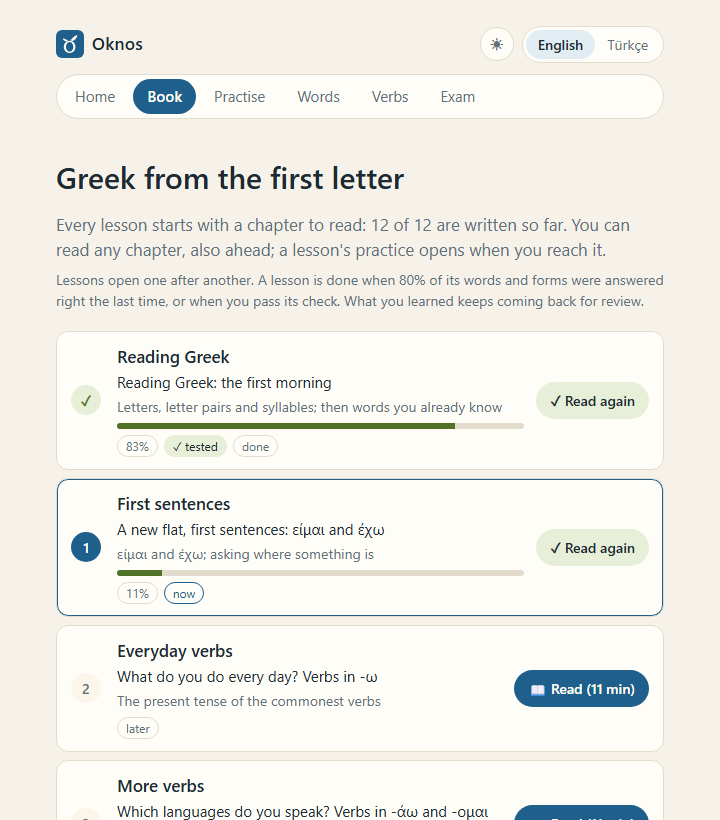 Oknos
English Türkçe
Home Book Practise Words Verbs Exam
Greek from the first letter
Every lesson starts with a chapter to read: 12 of 12 are written so far. You can
read any chapter, also ahead; a lesson's practice opens when you reach it.
Lessons open one after another. A lesson is done when 80% of its words and forms were answered
right the last time, or when you pass its check. What you learned keeps coming back for review.
Reading Greek
Reading Greek: the first morning
Letters, letter pairs and syllables; then words you already know
83% ✓ tested done
✓ Read again
1
First sentences
A new flat, first sentences: είμαι and έχω
είμαι and έχω; asking where something is
11% now
✓ Read again
2
Everyday verbs
What do you do every day? Verbs in -ω
The present tense of the commonest verbs
later
Read (11 min)
More verbs
Which languages do you speak? Verbs in -άω and -ομαι